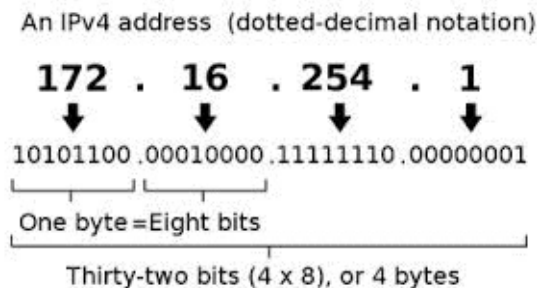 An IPv4 address (dotted-decimal notation)
172 . 16 . 254 . 1
10101100 .00010000 .11111110 .00000001
One byte=Eight bits
Thirty-two bits (4 x 8), or 4 bytes